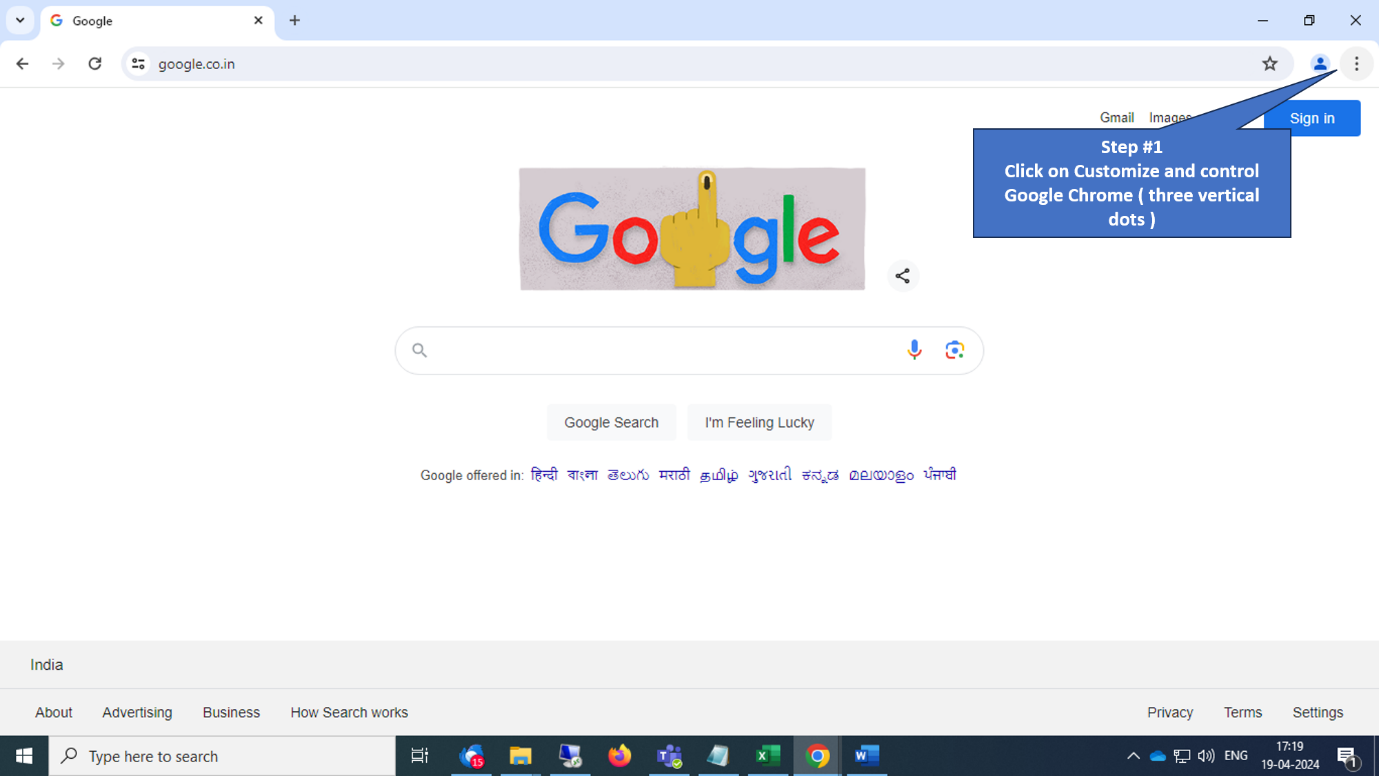 Google
google.co.in
Gmail Images
Sign in
Step #1
Click on Customize and control
Google Chrome ( three vertical
dots )
Google
Google Search I'm Feeling Lucky
Google offered in: हिन्दी বাংলা తెలుగు मराठी தமிழ் ગુજરાતી ಕನ್ನಡ മലയാളം ਪੰਜਾਬੀ
India
About Advertising Business How Search works Privacy Terms Settings
Type here to search
15
ENG
17:19
19-04-2024
1